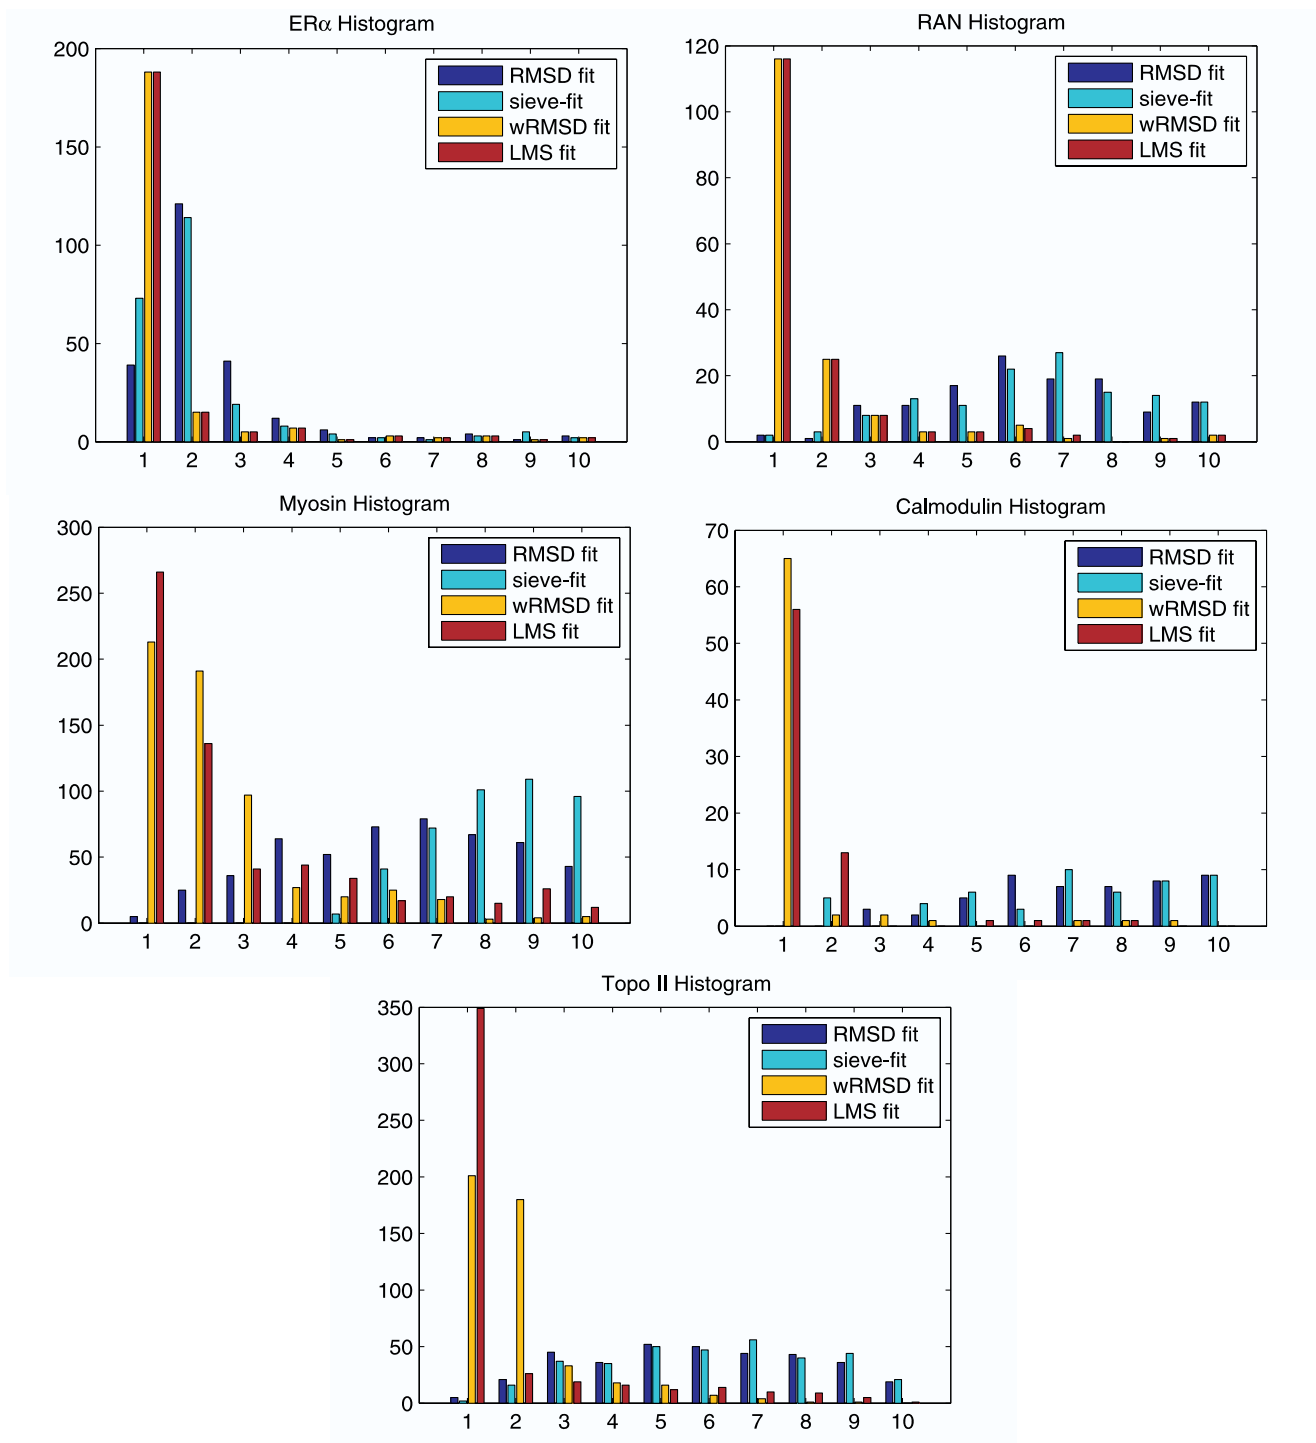 ERα Histogram
200
150
100
50
0
1 2 3 4 5 6 7 8 9 10
RMSD fit
sieve-fit
wRMSD fit
LMS fit
RAN Histogram
120
100
80
60
40
20
0
1 2 3 4 5 6 7 8 9 10
RMSD fit
sieve-fit
wRMSD fit
LMS fit
Myosin Histogram
300
250
200
150
100
50
0
1 2 3 4 5 6 7 8 9 10
RMSD fit
sieve-fit
wRMSD fit
LMS fit
Calmodulin Histogram
70
60
50
40
30
20
10
0
1 2 3 4 5 6 7 8 9 10
RMSD fit
sieve-fit
wRMSD fit
LMS fit
Topo II Histogram
350
300
250
200
150
100
50
0
1 2 3 4 5 6 7 8 9 10
RMSD fit
sieve-fit
wRMSD fit
LMS fit